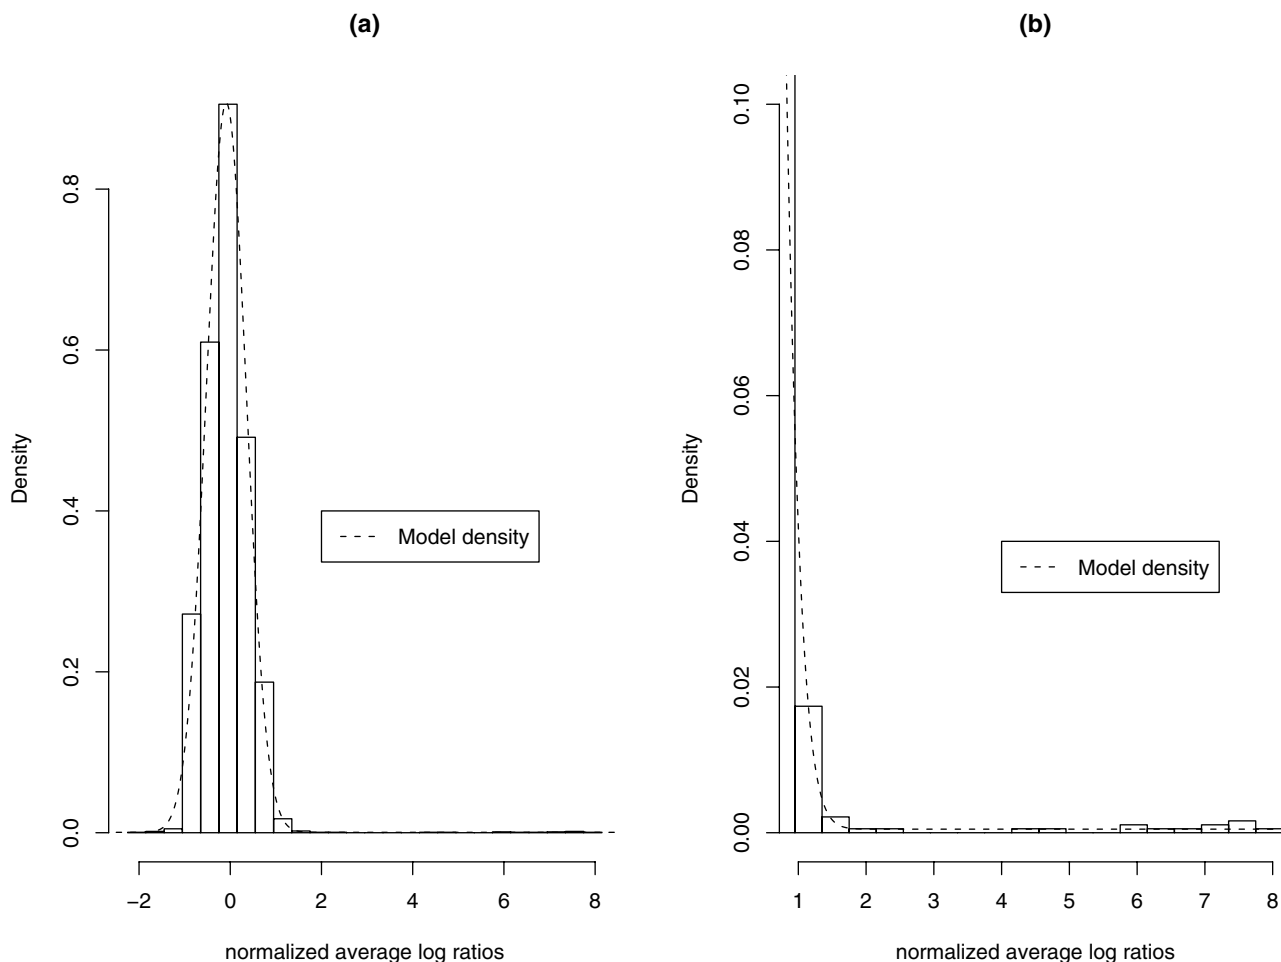 (a)
Density
0.0
0.2
0.4
0.6
0.8
Model density
−2 0 2 4 6 8
normalized average log ratios
(b)
Density
0.00
0.02
0.04
0.06
0.08
0.10
Model density
1 2 3 4 5 6 7 8
normalized average log ratios